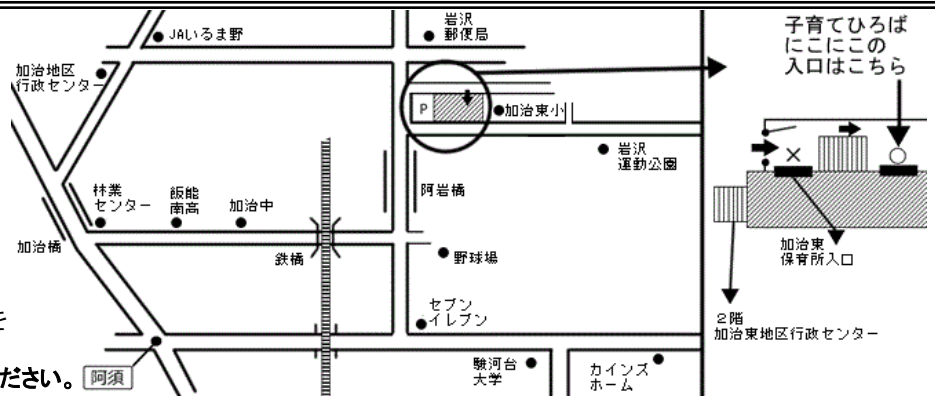 JAいるま野
岩沢
郵便局
加治地区
行政センター
P
加治東小
岩沢
運動公園
林業
センター
飯能
南高
加治中
阿岩橋
加治橋
鉄橋
野球場
セブン
イレブン
を
ださい。
阿須
駿河台
大学
カインズ
ホーム
子育てひろば
にこにこの
入口はこちら
加治東
保育所入口
2階
加治東地区行政センター